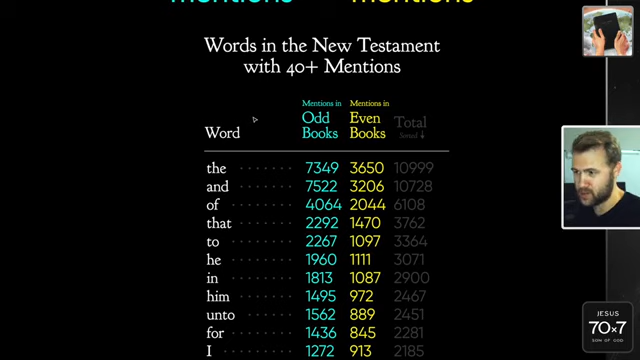 mentions mentions
Words in the New Testament
with 40+ Mentions
Word Mentions in Odd Books Mentions in Even Books Total Sorted ↓
the 7349 3650 10999
and 7522 3206 10728
of 4064 2044 6108
that 2292 1470 3762
to 2267 1097 3364
he 1960 1111 3071
in 1813 1087 2900
him 1495 972 2467
unto 1562 889 2451
for 1436 845 2281
I 1272 913 2185
JESUS
70×7
SON OF GOD